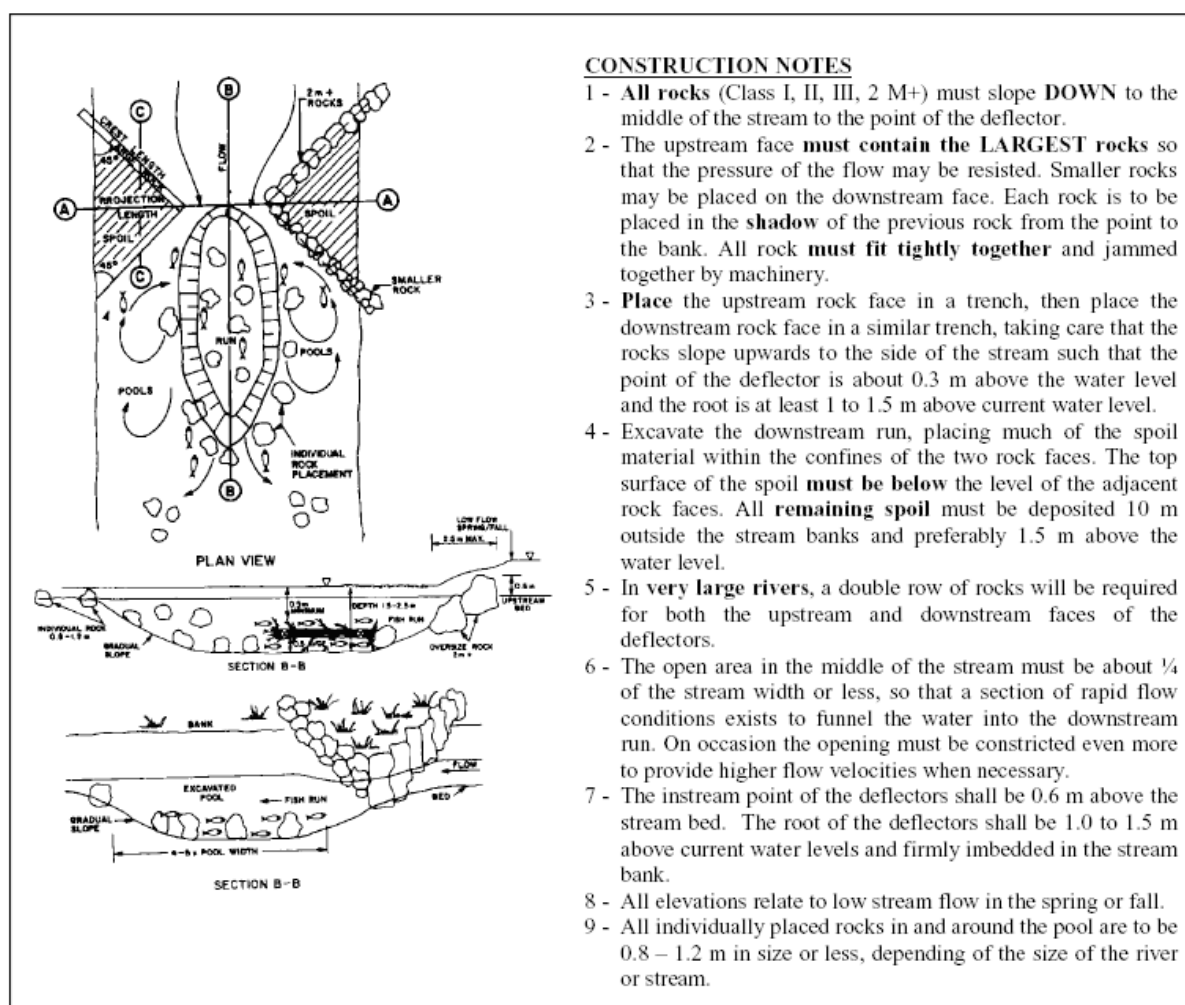 B
2m+
ROCKS
C
CREST LENGTH
FLOW
45°
PROJECTION
LENGTH
A
A
SPOIL
SPOIL
45°
C
SMALLER
ROCK
RUN
POOLS
POOLS
INDIVIDUAL
ROCK
PLACEMENT
B
PLAN VIEW
LOW FLOW
SPRING/FALL
2.5m MAX.
UPSTREAM
BED
DEPTH 1.5-2.5m
MINIMUM
FISH RUN
INDIVIDUAL ROCK
0.8-1.2 m
GRADUAL
SLOPE
OVERSIZE ROCK
2m+
SECTION B-B
BANK
FLOW
EXCAVATED
POOL
FISH RUN
BED
GRADUAL
SLOPE
POOL WIDTH
SECTION B-B
CONSTRUCTION NOTES
1 - All rocks (Class I, II, III, 2 M+) must slope DOWN to the
middle of the stream to the point of the deflector.
2 - The upstream face must contain the LARGEST rocks so
that the pressure of the flow may be resisted. Smaller rocks
may be placed on the downstream face. Each rock is to be
placed in the shadow of the previous rock from the point to
the bank. All rock must fit tightly together and jammed
together by machinery.
3 - Place the upstream rock face in a trench, then place the
downstream rock face in a similar trench, taking care that the
rocks slope upwards to the side of the stream such that the
point of the deflector is about 0.3 m above the water level
and the root is at least 1 to 1.5 m above current water level.
4 - Excavate the downstream run, placing much of the spoil
material within the confines of the two rock faces. The top
surface of the spoil must be below the level of the adjacent
rock faces. All remaining spoil must be deposited 10 m
outside the stream banks and preferably 1.5 m above the
water level.
5 - In very large rivers, a double row of rocks will be required
for both the upstream and downstream faces of the
deflectors.
6 - The open area in the middle of the stream must be about ¼
of the stream width or less, so that a section of rapid flow
conditions exists to funnel the water into the downstream
run. On occasion the opening must be constricted even more
to provide higher flow velocities when necessary.
7 - The instream point of the deflectors shall be 0.6 m above the
stream bed. The root of the deflectors shall be 1.0 to 1.5 m
above current water levels and firmly imbedded in the stream
bank.
8 - All elevations relate to low stream flow in the spring or fall.
9 - All individually placed rocks in and around the pool are to be
0.8 – 1.2 m in size or less, depending of the size of the river
or stream.